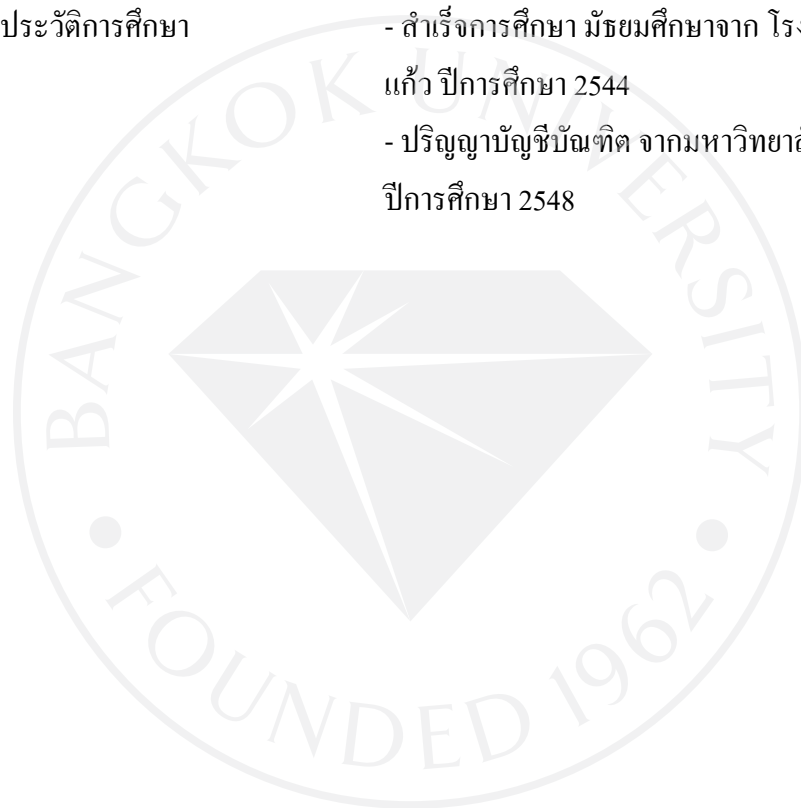 ประวัติการศึกษา - สำเร็จการศึกษา มัธยมศึกษาจาก
แก้ว ปีการศึกษา 2544
- ปริญญาบัญชีบัณฑิต จากมหาวิทยาลั
ปีการศึกษา 2548
BANGKOK UNIVERSITY
FOUNDED 1962